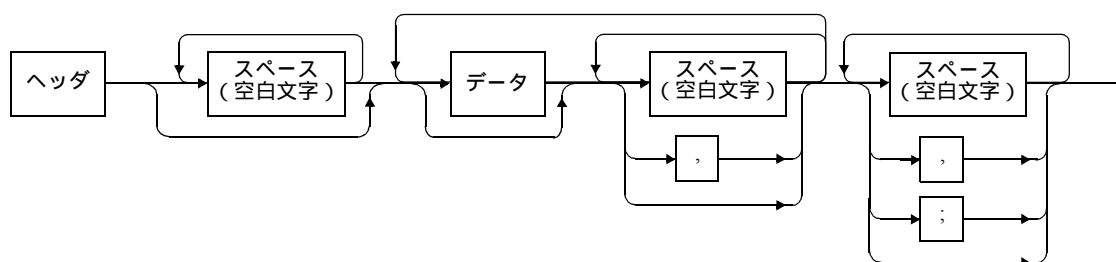 ヘッダ
スペース
(空白文字)
データ
スペース
(空白文字)
,
スペース
(空白文字)
,
;